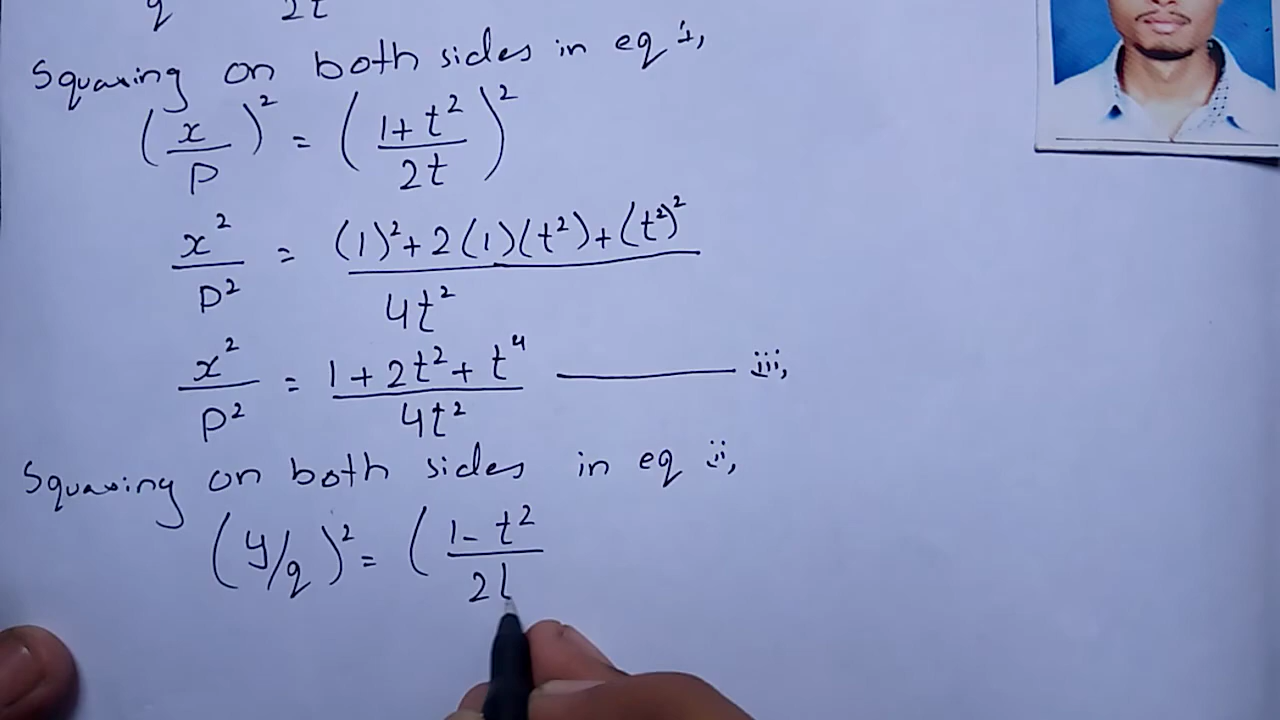 q 2t
Squaring on both sides in eq i,
(x/P)² = (1+t²/2t)²
x²/P² = (1)²+2(1)(t²)+(t²)²/4t²
x²/P² = 1+2t²+t⁴/4t² ——— iii,
Squaring on both sides in eq ii,
(y/q)² = (1-t²/2l